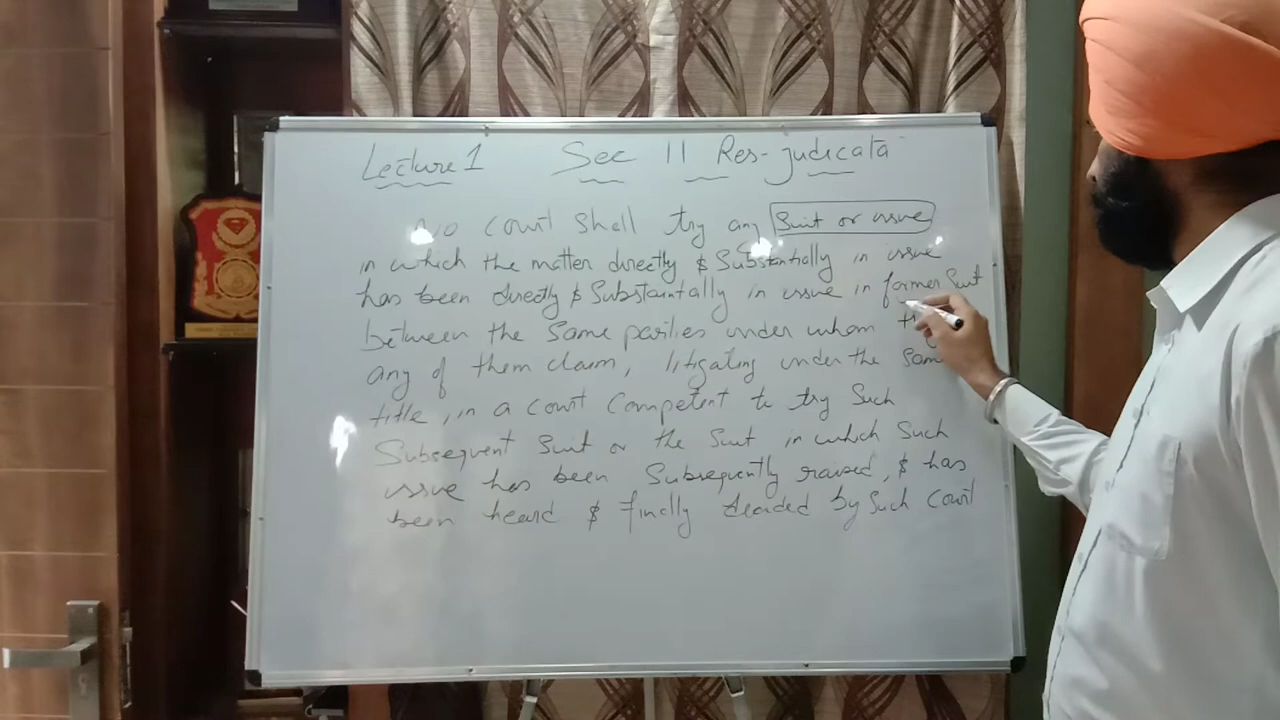 Lecture 1 Sec 11 Res-judicata
No court shall try any suit or issue
in which the matter directly & Substantially in issue
has been directly & Substantially in issue in former Suit
between the Same parties under whom
any of them claim, litigating under the Same
title, in a court Competent to try Such
Subsequent Suit or the Suit in which Such
issue has been Subsequently raised, & has
been heard & finally decided by Such Court